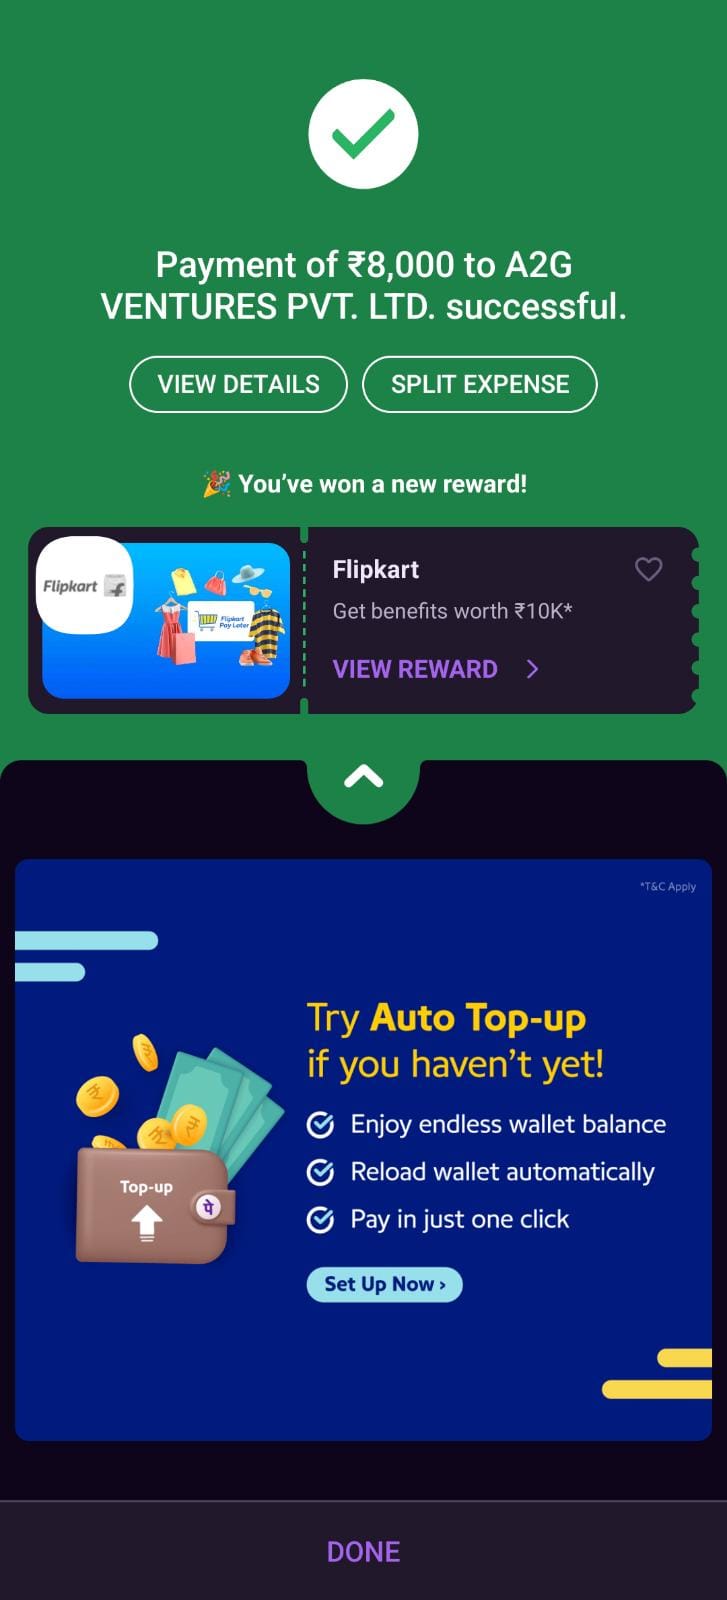 Payment of ₹8,000 to A2G
VENTURES PVT. LTD. successful.
VIEW DETAILS
SPLIT EXPENSE
🎉 You’ve won a new reward!
Flipkart
Flipkart
Pay Later
Flipkart
Get benefits worth ₹10K*
VIEW REWARD
*T&C Apply
Try Auto Top-up
if you haven’t yet!
Enjoy endless wallet balance
Reload wallet automatically
Pay in just one click
Top-up
पे
Set Up Now ›
DONE